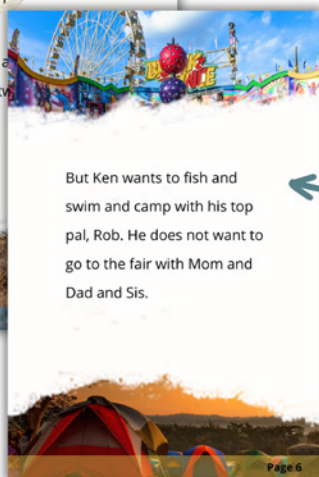 But Ken wants to fish and
swim and camp with his top
pal, Rob. He does not want to
go to the fair with Mom and
Dad and Sis.
Page 6